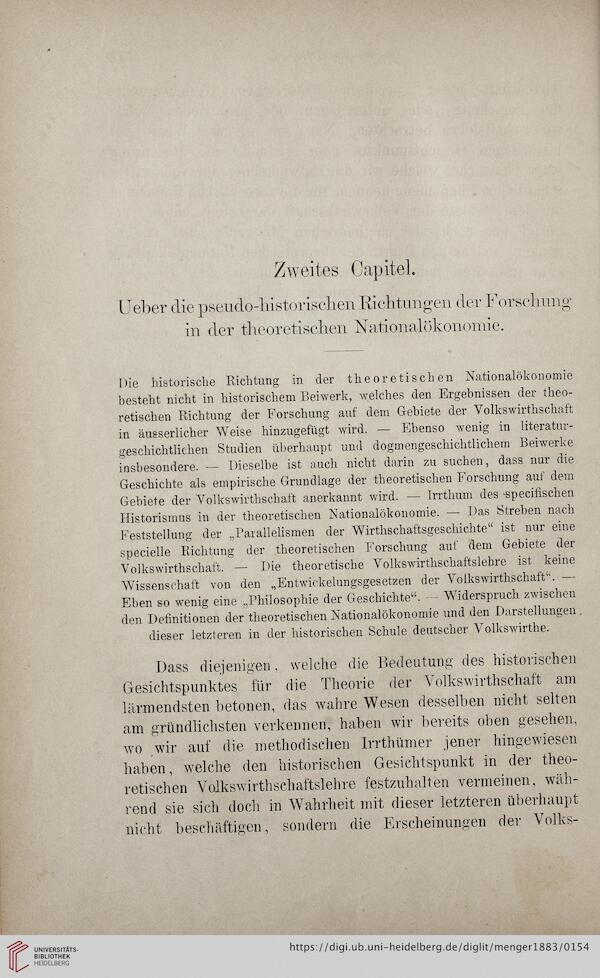 Zweites Capitel.
Ueber die pseudo-historischen Richtungen der Forschung
in der theoretischen Nationalökonomie.
Die historische Richtung in der theoretischen Nationalökonomie
besteht nicht in historischem Beiwerk, welches den Ergebnissen der theo-
retischen Richtung der Forschung auf dem Gebiete der Volkswirthschaft
in äusserlicher Weise hinzugefügt wird. — Ebenso wenig in literatur-
geschichtlichen Studien überhaupt und dogmengeschichtlichem Beiwerke
insbesondere. — Dieselbe ist auch nicht darin zu suchen, dass nur die
Geschichte als empirische Grundlage der theoretischen Forschung auf dem
Gebiete der Volkswirthschaft anerkannt wird. — Irrthum des specifischen
Historismus in der theoretischen Nationalökonomie. — Das Streben nach
Feststellung der „Parallelismen der Wirthschaftsgeschichte“ ist nur eine
specielle Richtung der theoretischen Forschung auf dem Gebiete der
Volkswirthschaft. — Die theoretische Volkswirthschaftslehre ist keine
Wissenschaft von den „Entwickelungsgesetzen der Volkswirthschaft“. —
Eben so wenig eine „Philosophie der Geschichte“. — Widerspruch zwischen
den Definitionen der theoretischen Nationalökonomie und den Darstellungen
dieser letzteren in der historischen Schule deutscher Volkswirthe.
Dass diejenigen, welche die Bedeutung des historischen
Gesichtspunktes für die Theorie der Volkswirthschaft am
lärmendsten betonen, das wahre Wesen desselben nicht selten
am gründlichsten verkennen, haben wir bereits oben gesehen,
wo wir auf die methodischen Irrthümer jener hingewiesen
haben, welche den historischen Gesichtspunkt in der theo-
retischen Volkswirthschaftslehre festzuhalten vermeinen, wäh-
rend sie sich doch in Wahrheit mit dieser letzteren überhaupt
nicht beschäftigen, sondern die Erscheinungen der Volks-
UNIVERSITÄTS-
BIBLIOTHEK
HEIDELBERG
https://digi.ub.uni-heidelberg.de/diglit/menger1883/0154